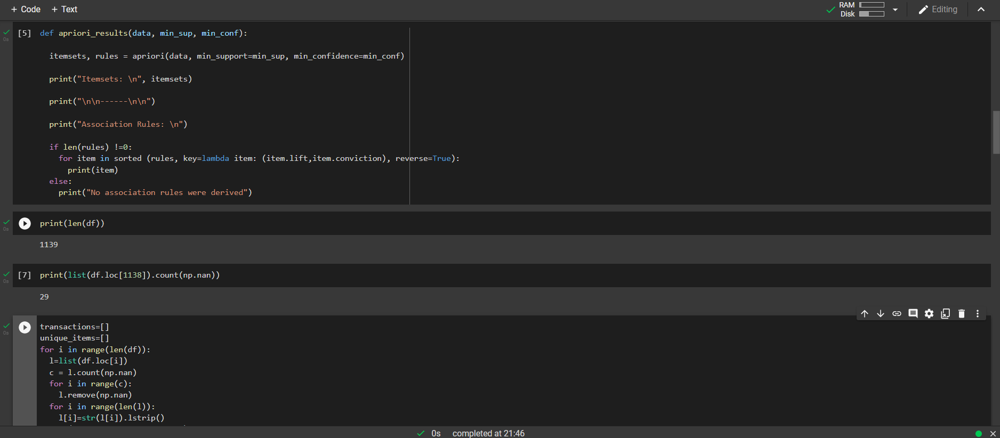 + Code + Text
RAM
Disk
Editing
0s
[5] def apriori_results(data, min_sup, min_conf):
itemsets, rules = apriori(data, min_support=min_sup, min_confidence=min_conf)
print("Itemsets: \n", itemsets)
print("\n\n------\n\n")
print("Association Rules: \n")
if len(rules) !=0:
for item in sorted (rules, key=lambda item: (item.lift,item.conviction), reverse=True):
print(item)
else:
print("No association rules were derived")
0s
print(len(df))
1139
0s
[7] print(list(df.loc[1138]).count(np.nan))
29
0s
transactions=[]
unique_items=[]
for i in range(len(df)):
l=list(df.loc[i])
c = l.count(np.nan)
for i in range(c):
l.remove(np.nan)
for i in range(len(l)):
l[i]=str(l[i]).lstrip()
0s completed at 21:46